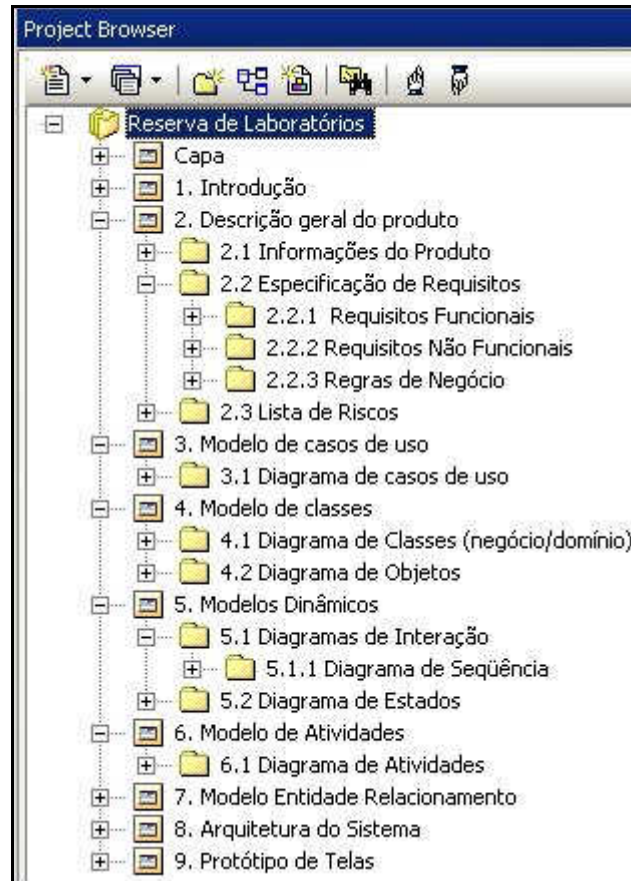 Project Browser
Reserva de Laboratórios
Capa
1. Introdução
2. Descrição geral do produto
2.1 Informações do Produto
2.2 Especificação de Requisitos
2.2.1 Requisitos Funcionais
2.2.2 Requisitos Não Funcionais
2.2.3 Regras de Negócio
2.3 Lista de Riscos
3. Modelo de casos de uso
3.1 Diagrama de casos de uso
4. Modelo de classes
4.1 Diagrama de Classes (negócio/domínio)
4.2 Diagrama de Objetos
5. Modelos Dinâmicos
5.1 Diagramas de Interação
5.1.1 Diagrama de Seqüência
5.2 Diagrama de Estados
6. Modelo de Atividades
6.1 Diagrama de Atividades
7. Modelo Entidade Relacionamento
8. Arquitetura do Sistema
9. Protótipo de Telas